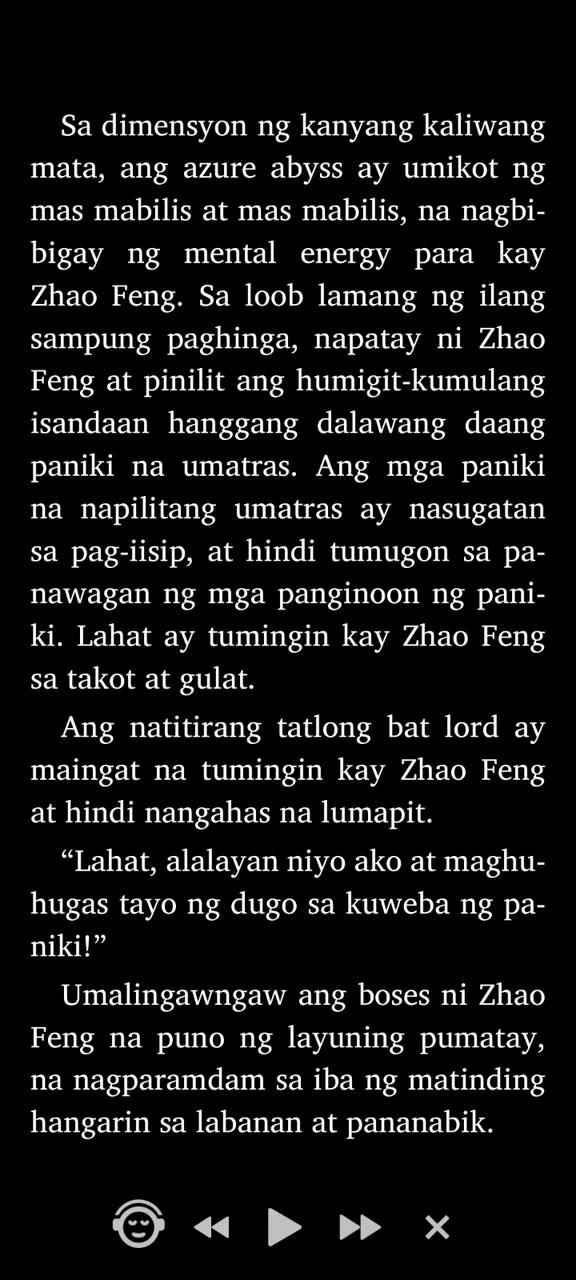 Sa dimensyon ng kanyang kaliwang
mata, ang azure abyss ay umikot ng
mas mabilis at mas mabilis, na nagbi-
bigay ng mental energy para kay
Zhao Feng. Sa loob lamang ng ilang
sampung paghinga, napatay ni Zhao
Feng at pinilit ang humigit-kumulang
isandaan hanggang dalawang daang
paniki na umatras. Ang mga paniki
na napilitang umatras ay nasugatan
sa pag-iisip, at hindi tumugon sa pa-
nawagan ng mga panginoon ng pani-
ki. Lahat ay tumingin kay Zhao Feng
sa takot at gulat.
Ang natitirang tatlong bat lord ay
maingat na tumingin kay Zhao Feng
at hindi nangahas na lumapit.
“Lahat, alalayan niyo ako at maghu-
hugas tayo ng dugo sa kuweba ng pa-
niki!”
Umalingawngaw ang boses ni Zhao
Feng na puno ng layuning pumatay,
na nagparamdam sa iba ng matinding
hangarin sa labanan at pananabik.